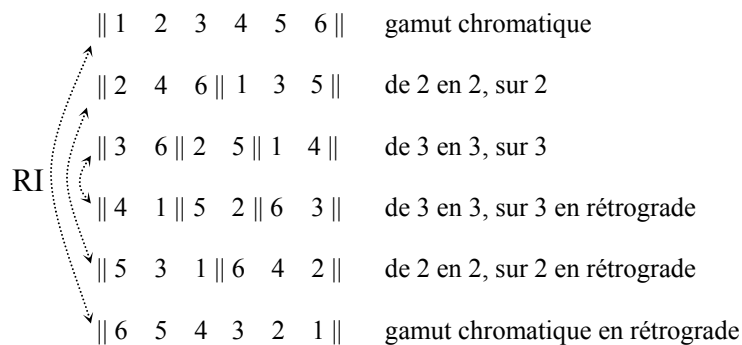 || 1 2 3 4 5 6 || gamut chromatique
|| 2 4 6 || 1 3 5 || de 2 en 2, sur 2
|| 3 6 || 2 5 || 1 4 || de 3 en 3, sur 3
RI
|| 4 1 || 5 2 || 6 3 || de 3 en 3, sur 3 en rétrograde
|| 5 3 1 || 6 4 2 || de 2 en 2, sur 2 en rétrograde
|| 6 5 4 3 2 1 || gamut chromatique en rétrograde